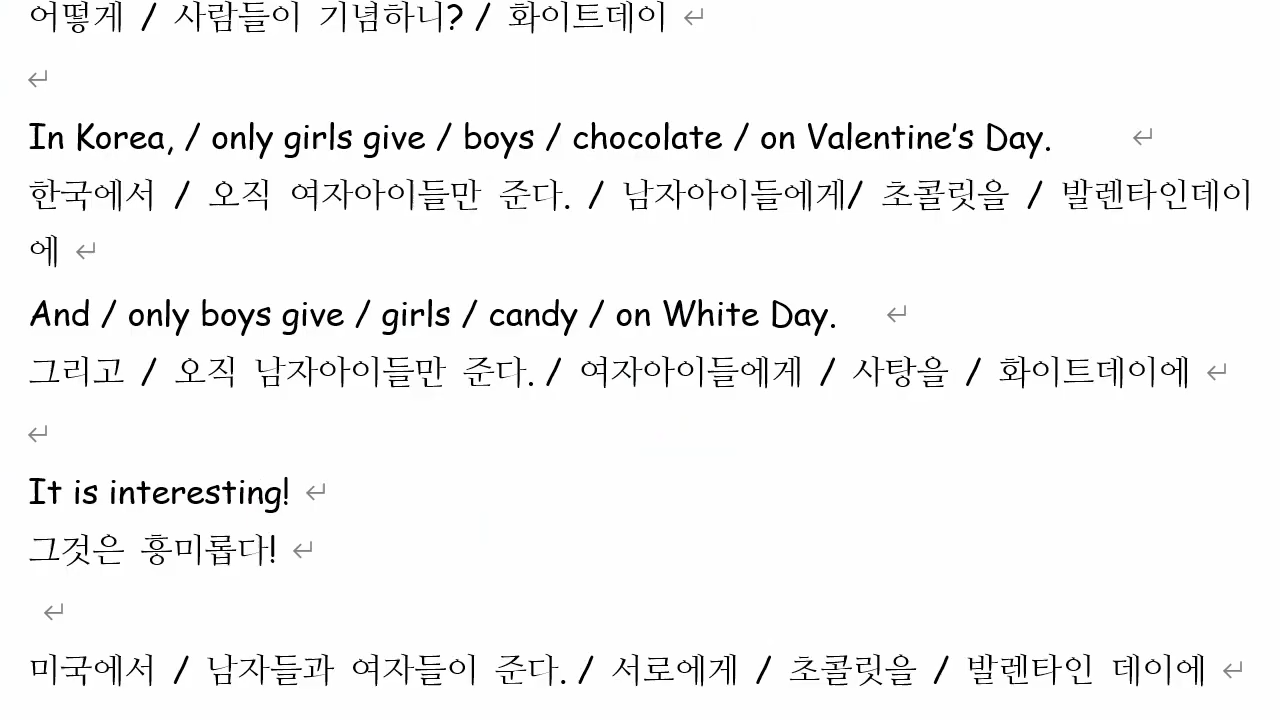 어떻게 / 사람들이 기념하니? / 화이트데이 ↵
↵
In Korea, / only girls give / boys / chocolate / on Valentine’s Day. ↵
한국에서 / 오직 여자아이들만 준다. / 남자아이들에게/ 초콜릿을 / 발렌타인데이
에 ↵
And / only boys give / girls / candy / on White Day. ↵
그리고 / 오직 남자아이들만 준다. / 여자아이들에게 / 사탕을 / 화이트데이에 ↵
↵
It is interesting! ↵
그것은 흥미롭다! ↵
↵
미국에서 / 남자들과 여자들이 준다. / 서로에게 / 초콜릿을 / 발렌타인 데이에 ↵